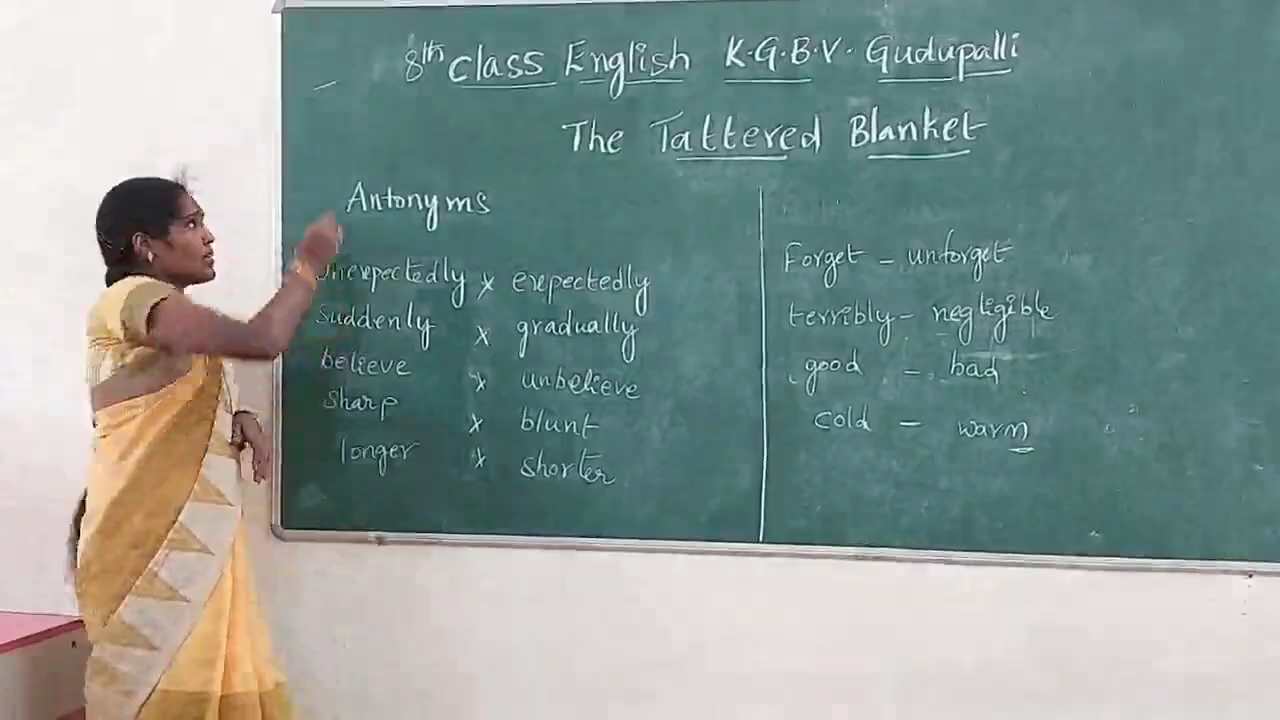 8th class English K.G.B.V. Gudupalli
The Tattered Blanket
Antonyms
Unexpectedly x expectedly
Suddenly x gradually
believe x unbelieve
Sharp x blunt
longer x shorter
Forget - unforget
terribly - negligible
good - bad
cold - warm